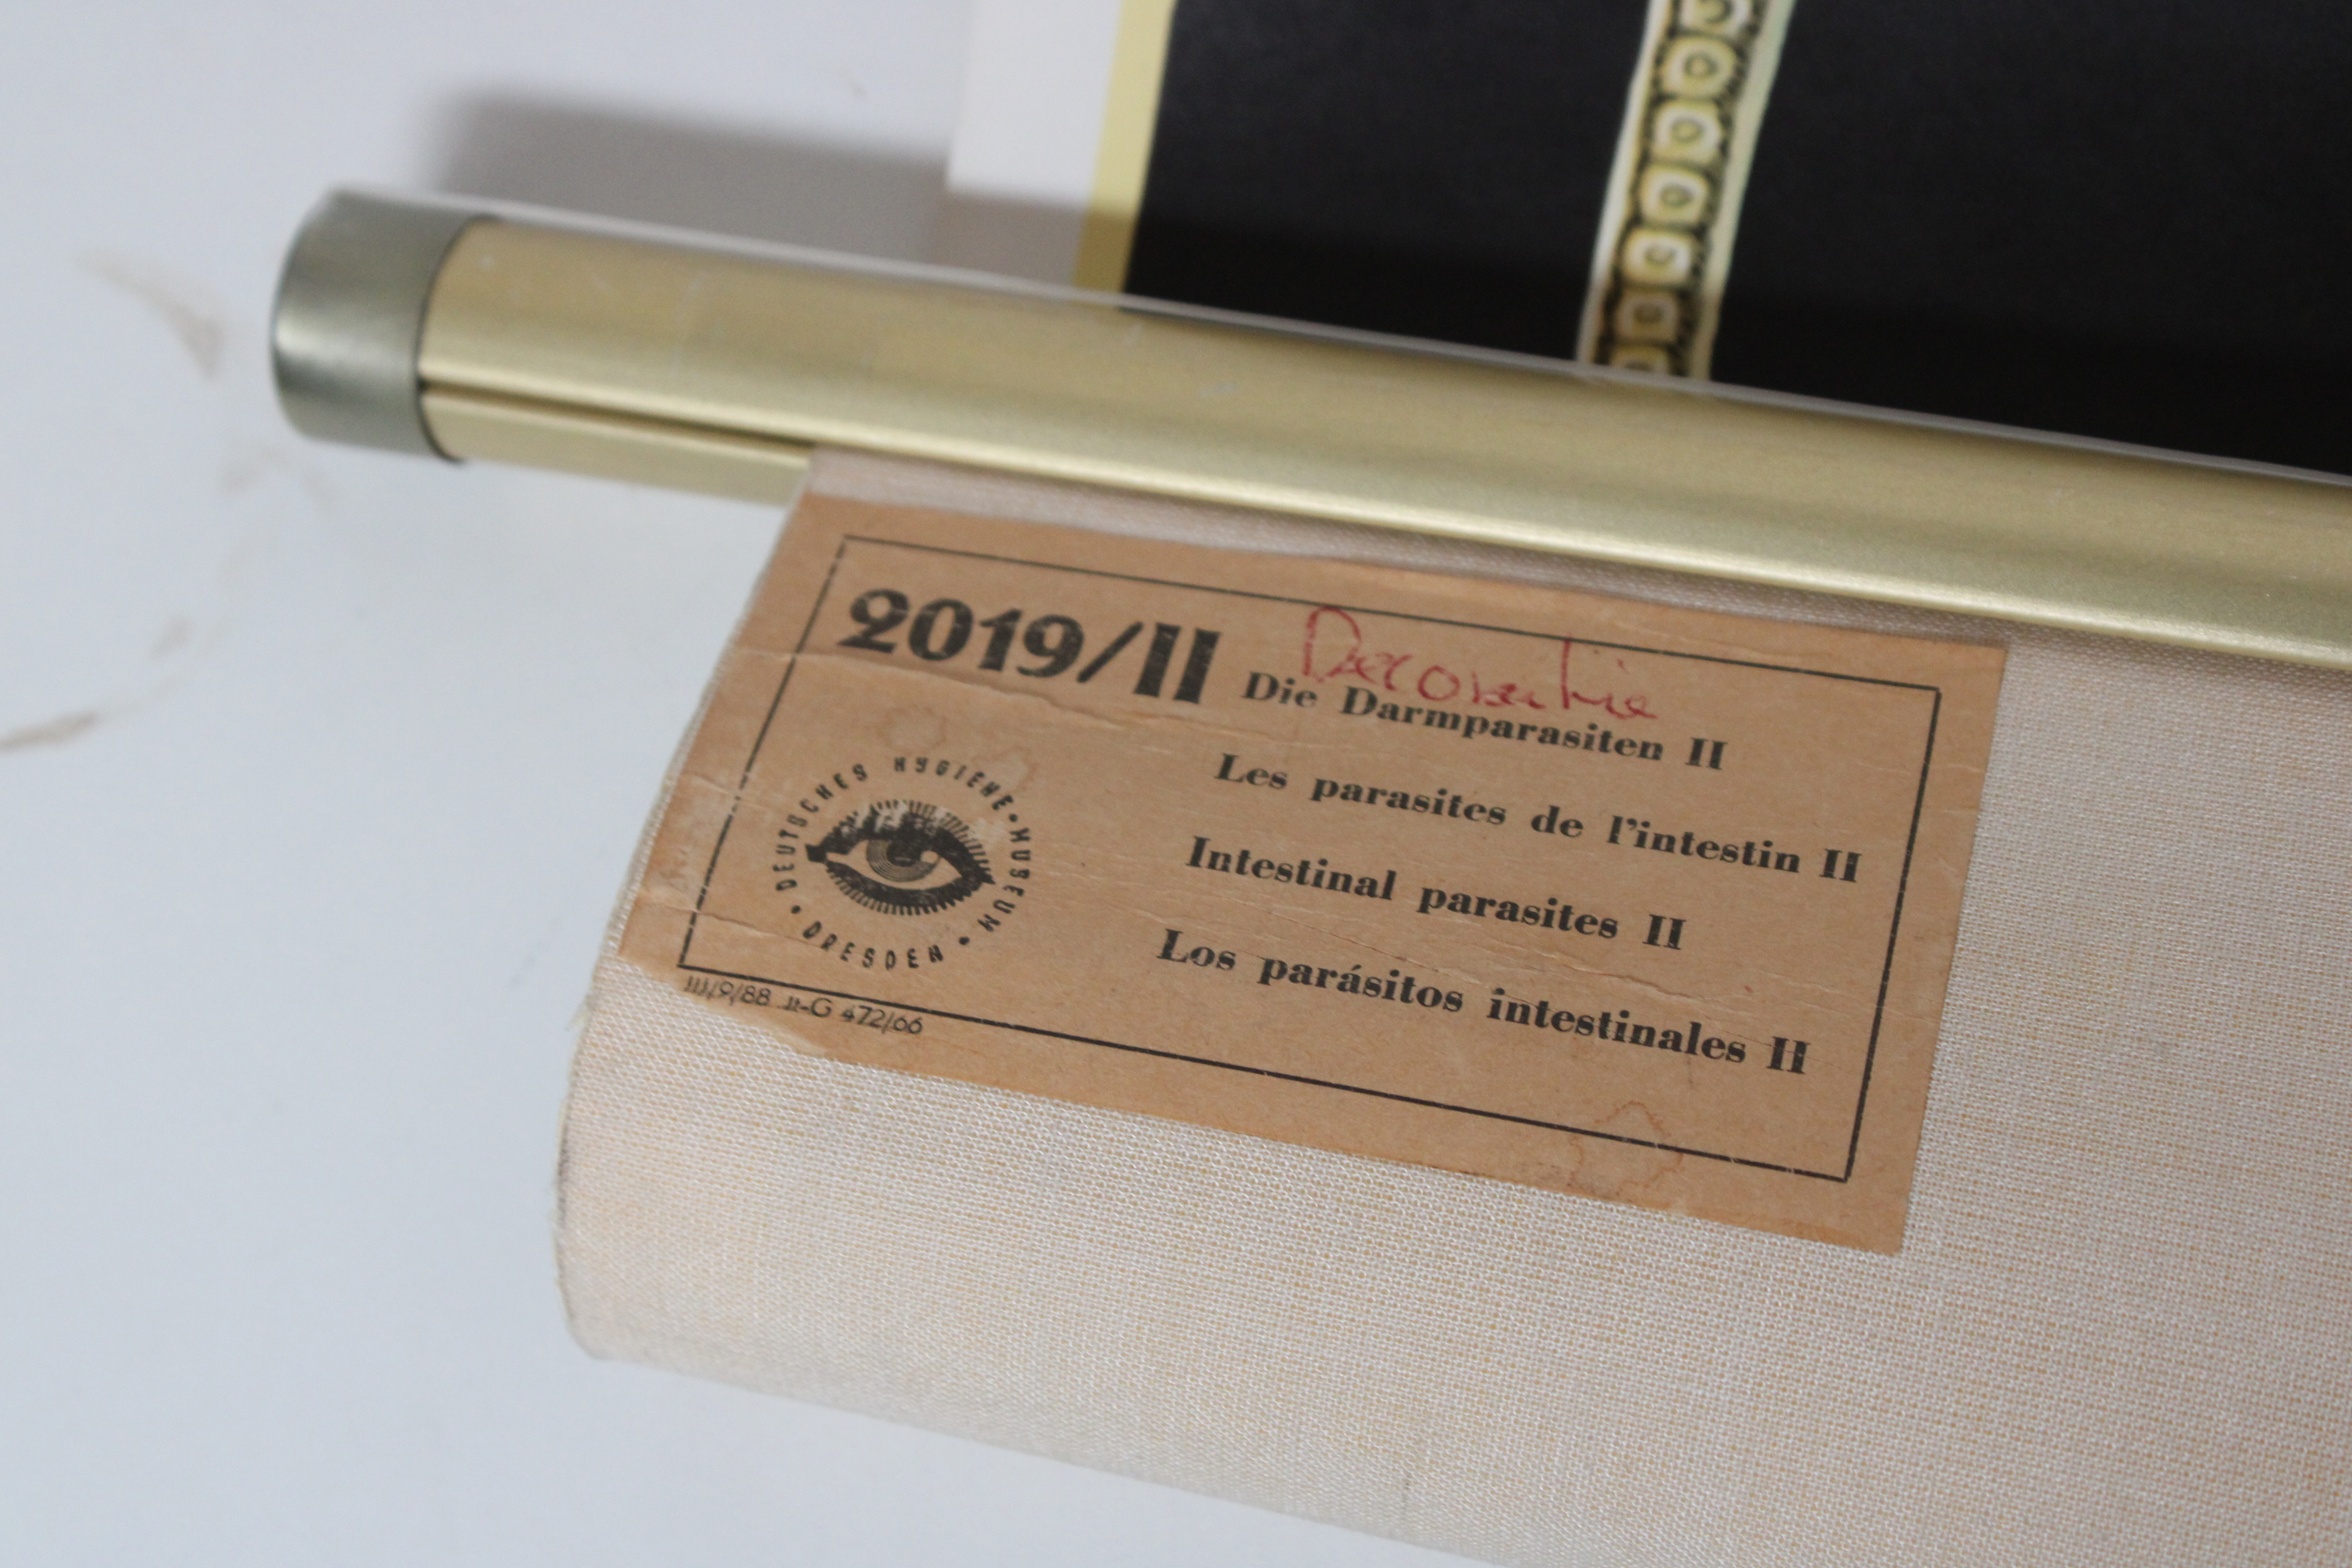 2019/II
Die Darmparasiten II
Les parasites de l'intestin II
Intestinal parasites II
Los parásitos intestinales II
DEUTSCHES HYGIENE · MUSEUM · DRESDEN ·
III/9/88 It-G 472/66